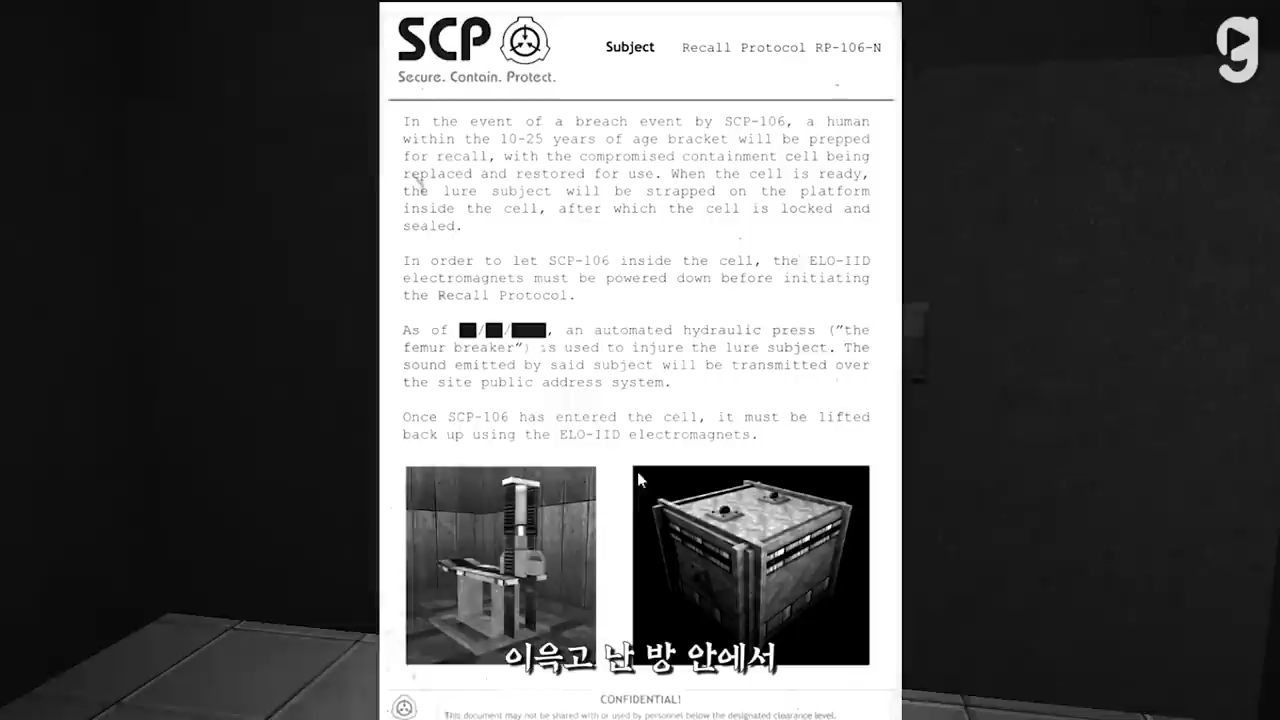 SCP
Secure. Contain. Protect.
Subject Recall Protocol RP-106-N
In the event of a breach event by SCP-106, a human
within the 10-25 years of age bracket will be prepped
for recall, with the compromised containment cell being
replaced and restored for use. When the cell is ready,
the lure subject will be strapped on the platform
inside the cell, after which the cell is locked and
sealed.
In order to let SCP-106 inside the cell, the ELO-IID
electromagnets must be powered down before initiating
the Recall Protocol.
As of ██/██/████, an automated hydraulic press ("the
femur breaker") is used to injure the lure subject. The
sound emitted by said subject will be transmitted over
the site public address system.
Once SCP-106 has entered the cell, it must be lifted
back up using the ELO-IID electromagnets.
이윽고 난 방 안에서
CONFIDENTIAL!
This document may not be shared with or used by personnel below the designated clearance level.